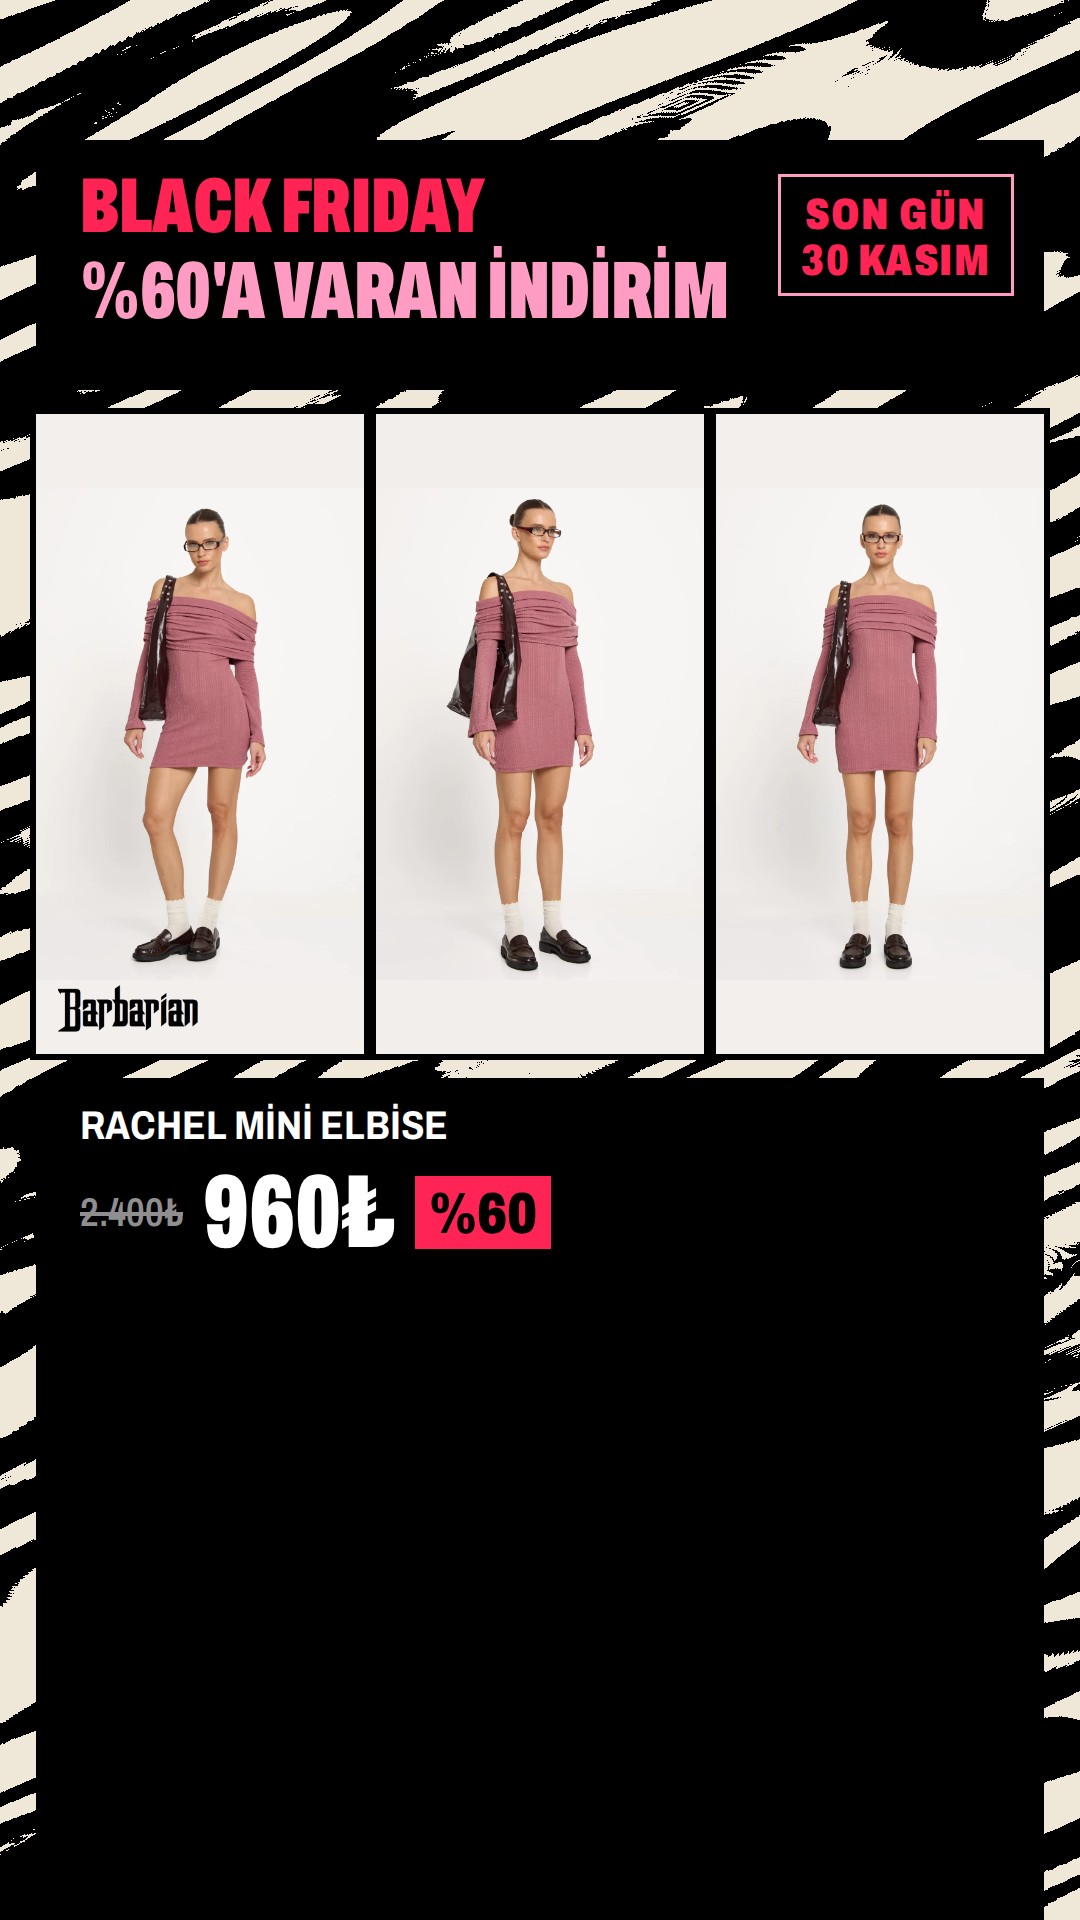 BLACK FRIDAY
%60'A VARAN İNDİRİM
SON GÜN
30 KASIM
Barbarian
RACHEL MİNİ ELBİSE
2.400₺ 960₺ %60